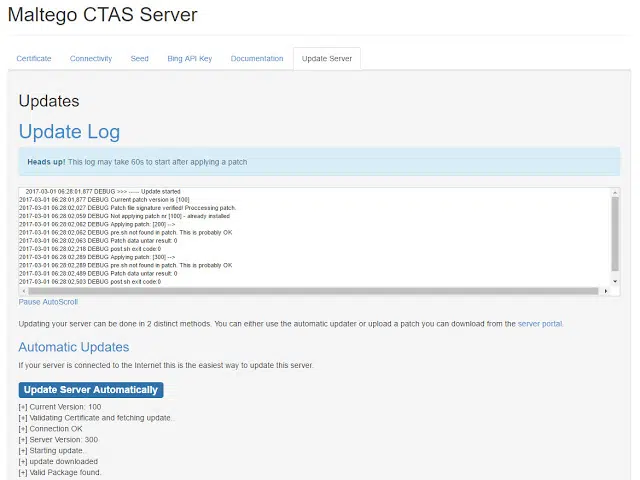 Maltego CTAS Server
Certificate Connectivity Seed Bing API Key Documentation Update Server
Updates
Update Log
Heads up! This log may take 60s to start after applying a patch
2017-03-01 06:28:01,877 DEBUG >>> ----- Update started
2017-03-01 06:28:01,877 DEBUG Current patch version is [100]
2017-03-01 06:28:02,027 DEBUG Patch file signature verified! Proccessing patch.
2017-03-01 06:28:02,059 DEBUG Not applying patch nr [100] - already installed
2017-03-01 06:28:02,062 DEBUG Applying patch: [200] -->
2017-03-01 06:28:02,062 DEBUG pre.sh not found in patch. This is probably OK
2017-03-01 06:28:02,063 DEBUG Patch data untar result: 0
2017-03-01 06:28:02,218 DEBUG post sh exit code:0
2017-03-01 06:28:02,289 DEBUG Applying patch: [300] -->
2017-03-01 06:28:02,289 DEBUG pre.sh not found in patch. This is probably OK
2017-03-01 06:28:02,489 DEBUG Patch data untar result: 0
2017-03-01 06:28:02,503 DEBUG post sh exit code:0
Pause AutoScroll
Updating your server can be done in 2 distinct methods. You can either use the automatic updater or upload a patch you can download from the server portal.
Automatic Updates
If your server is connected to the Internet this is the easiest way to update this server.
Update Server Automatically
[+] Current Version: 100
[+] Validating Certificate and fetching update.
[+] Connection OK
[+] Server Version: 300
[+] Starting update.
[+] update downloaded
[+] Valid Package found.